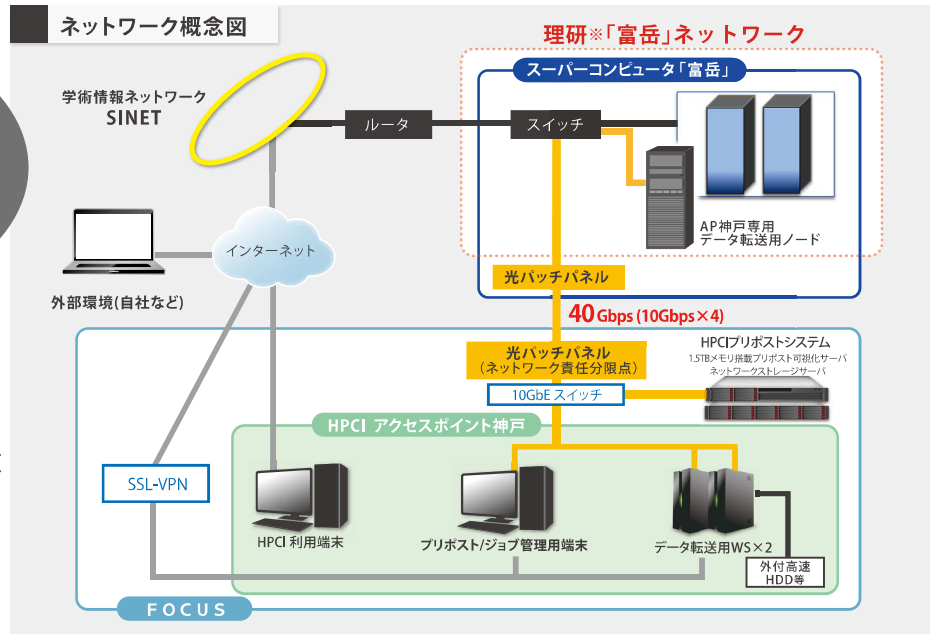 ネットワーク概念図
理研※「富岳」ネットワーク
スーパーコンピュータ「富岳」
学術情報ネットワーク
SINET
ルータ
スイッチ
AP神戸専用
データ転送用ノード
インターネット
外部環境(自社など)
光パッチパネル
40Gbps (10Gbps×4)
光パッチパネル
(ネットワーク責任分限点)
10GbE スイッチ
HPCIプリポストシステム
1.5TBメモリ搭載プリポスト可視化サーバ
ネットワークストレージサーバ
HPCI アクセスポイント神戸
SSL-VPN
HPCI 利用端末
プリポスト/ジョブ管理用端末
データ転送用WS×2
外付高速
HDD等
FOCUS